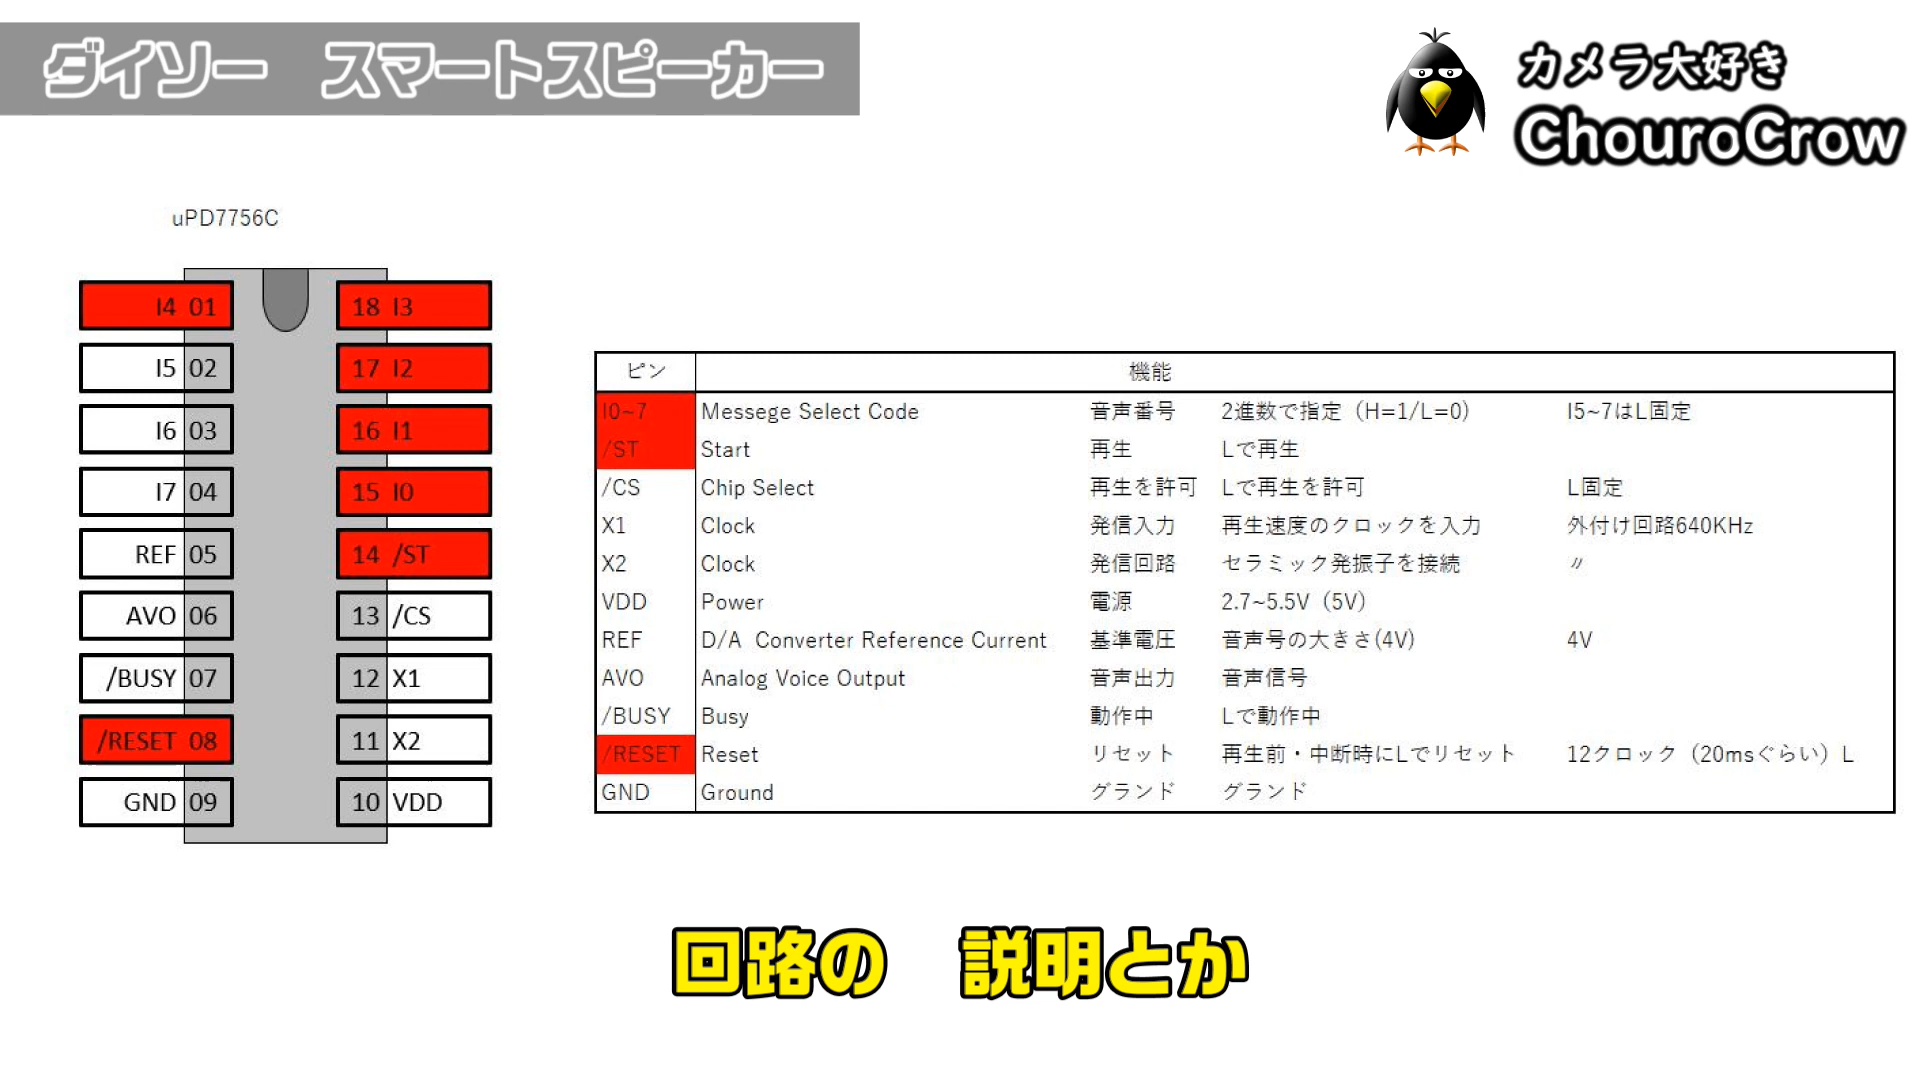 ダイソー　スマートスピーカー
カメラ大好き
ChouroCrow
uPD7756C
I4 01
18 I3
I5 02
17 I2
I6 03
16 I1
I7 04
15 I0
REF 05
14 /ST
AVO 06
13 /CS
/BUSY 07
12 X1
/RESET 08
11 X2
GND 09
10 VDD
ピン 機能
I0~7 Messege Select Code 音声番号 2進数で指定（H=1/L=0） I5~7はL固定
/ST Start 再生 Lで再生
/CS Chip Select 再生を許可 Lで再生を許可 L固定
X1 Clock 発信入力 再生速度のクロックを入力 外付け回路640KHz
X2 Clock 発信回路 セラミック発振子を接続 〃
VDD Power 電源 2.7~5.5V（5V）
REF D/A Converter Reference Current 基準電圧 音声号の大きさ(4V) 4V
AVO Analog Voice Output 音声出力 音声信号
/BUSY Busy 動作中 Lで動作中
/RESET Reset リセット 再生前・中断時にLでリセット 12クロック（20msぐらい）L
GND Ground グランド グランド
回路の　説明とか